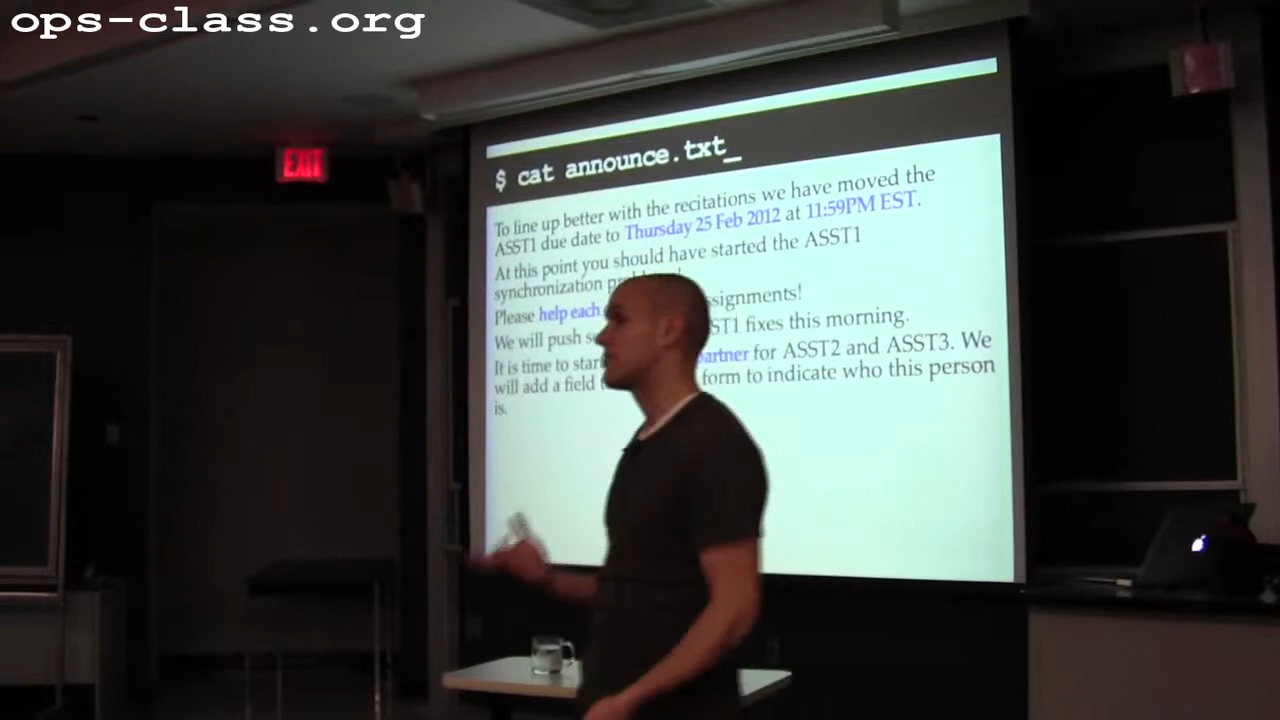 ops-class.org
EXIT
$ cat announce.txt_
To line up better with the recitations we have moved the
ASST1 due date to Thursday 25 Feb 2012 at 11:59PM EST.
At this point you should have started the ASST1
synchronization
Please help each ssignments!
We will push ST1 fixes this morning.
It is time to artner for ASST2 and ASST3. We
will add a field form to indicate who this person
is.